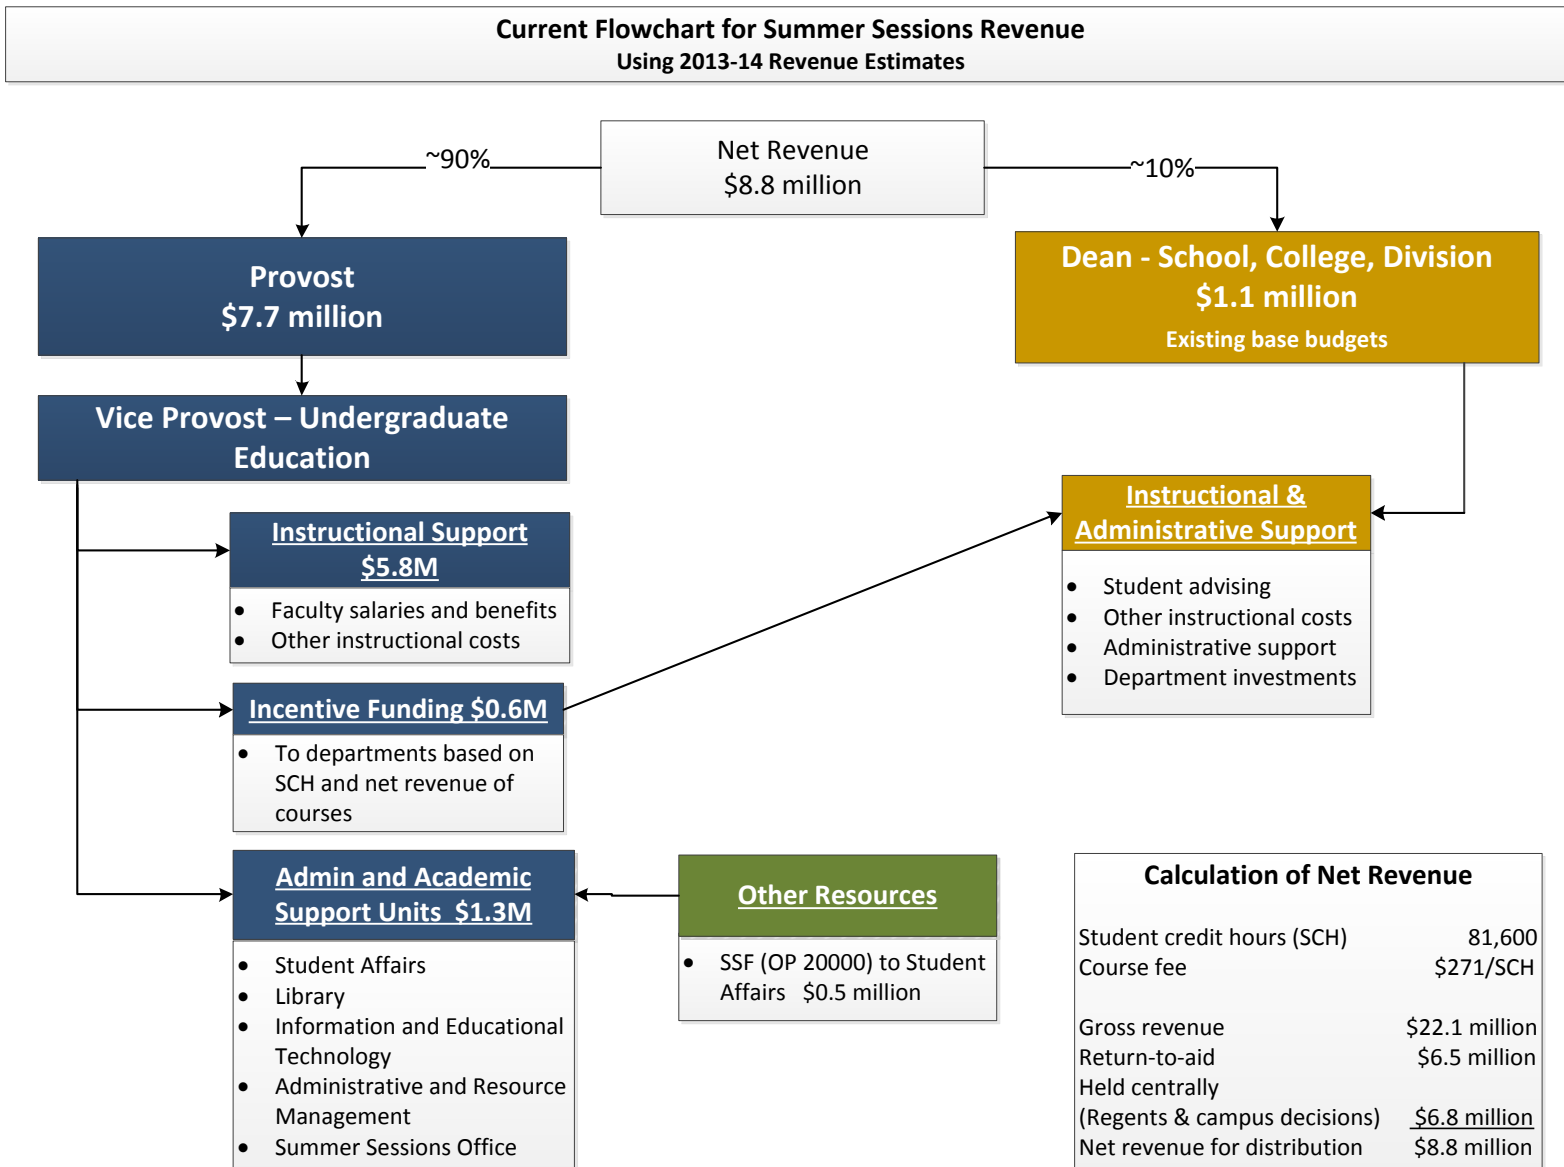 Current Flowchart for Summer Sessions Revenue
Using 2013-14 Revenue Estimates
~90%
Net Revenue
$8.8 million
~10%
Provost
$7.7 million
Dean - School, College, Division
$1.1 million
Existing base budgets
Vice Provost – Undergraduate
Education
Instructional Support
$5.8M
• Faculty salaries and benefits
• Other instructional costs
Instructional &
Administrative Support
• Student advising
• Other instructional costs
• Administrative support
• Department investments
Incentive Funding $0.6M
• To departments based on
SCH and net revenue of
courses
Admin and Academic
Support Units $1.3M
• Student Affairs
• Library
• Information and Educational
Technology
• Administrative and Resource
Management
• Summer Sessions Office
Other Resources
• SSF (OP 20000) to Student
Affairs $0.5 million
Calculation of Net Revenue
Student credit hours (SCH) 81,600
Course fee $271/SCH
Gross revenue $22.1 million
Return-to-aid $6.5 million
Held centrally
(Regents & campus decisions) $6.8 million
Net revenue for distribution $8.8 million